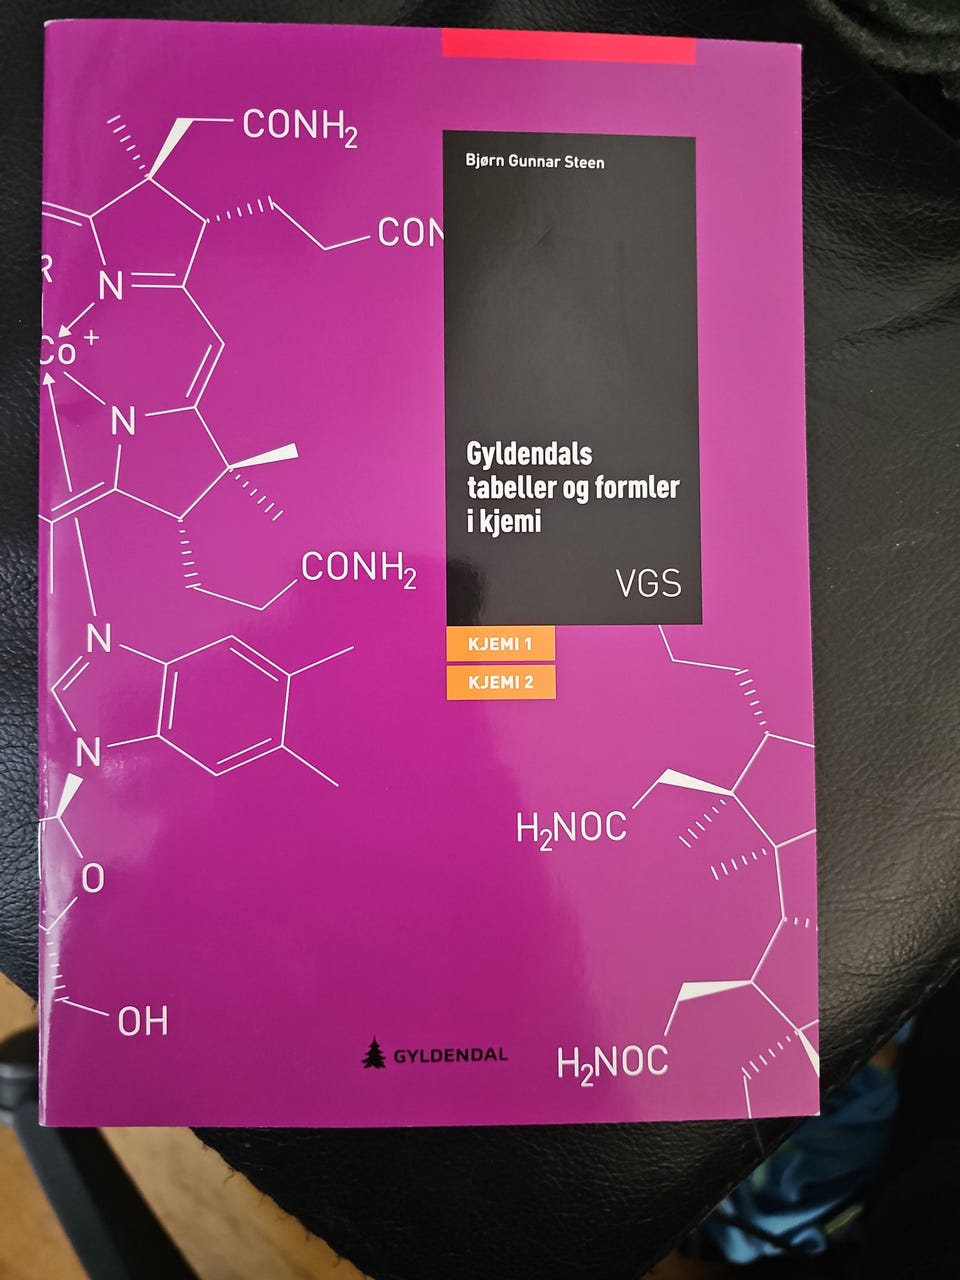 CONH2
Bjørn Gunnar Steen
CON
R
N
Co+
N
Gyldendals
tabeller og formler
i kjemi
CONH2
VGS
N
KJEMI 1
KJEMI 2
N
H2NOC
O
OH
GYLDENDAL
H2NOC